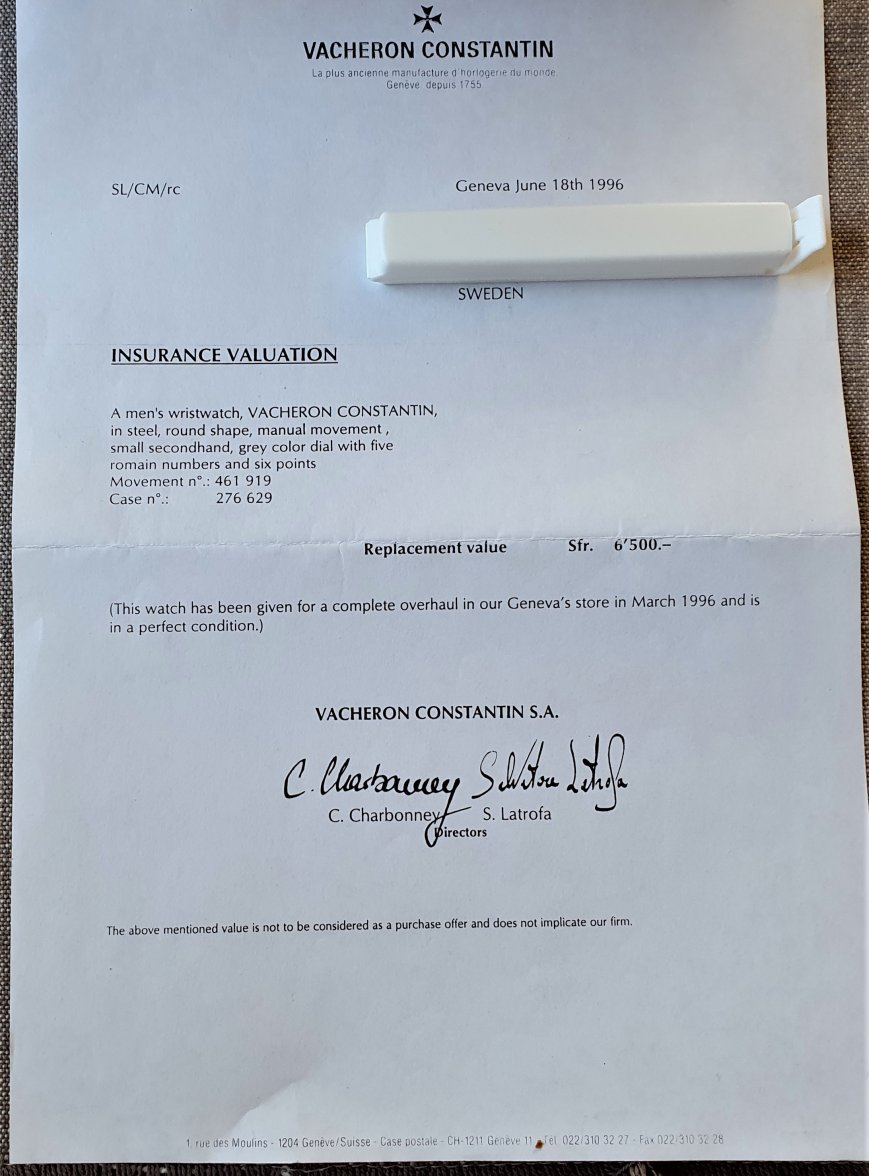 VACHERON CONSTANTIN
La plus ancienne manufacture d'horlogerie du monde.
Genève depuis 1755
SL/CM/rc
Geneva June 18th 1996
SWEDEN
INSURANCE VALUATION
A men's wristwatch, VACHERON CONSTANTIN,
in steel, round shape, manual movement ,
small secondhand, grey color dial with five
romain numbers and six points
Movement n°.: 461 919
Case n°.: 276 629
Replacement value Sfr. 6'500.–
(This watch has been given for a complete overhaul in our Geneva's store in March 1996 and is
in a perfect condition.)
VACHERON CONSTANTIN S.A.
C. Charbonney Salvatore Latrofa
C. Charbonney S. Latrofa
Directors
The above mentioned value is not to be considered as a purchase offer and does not implicate our firm.
1, rue des Moulins - 1204 Genève/Suisse - Case postale - CH-1211 Genève 11 - Tél. 022/310 32 27 - Fax 022/310 32 28